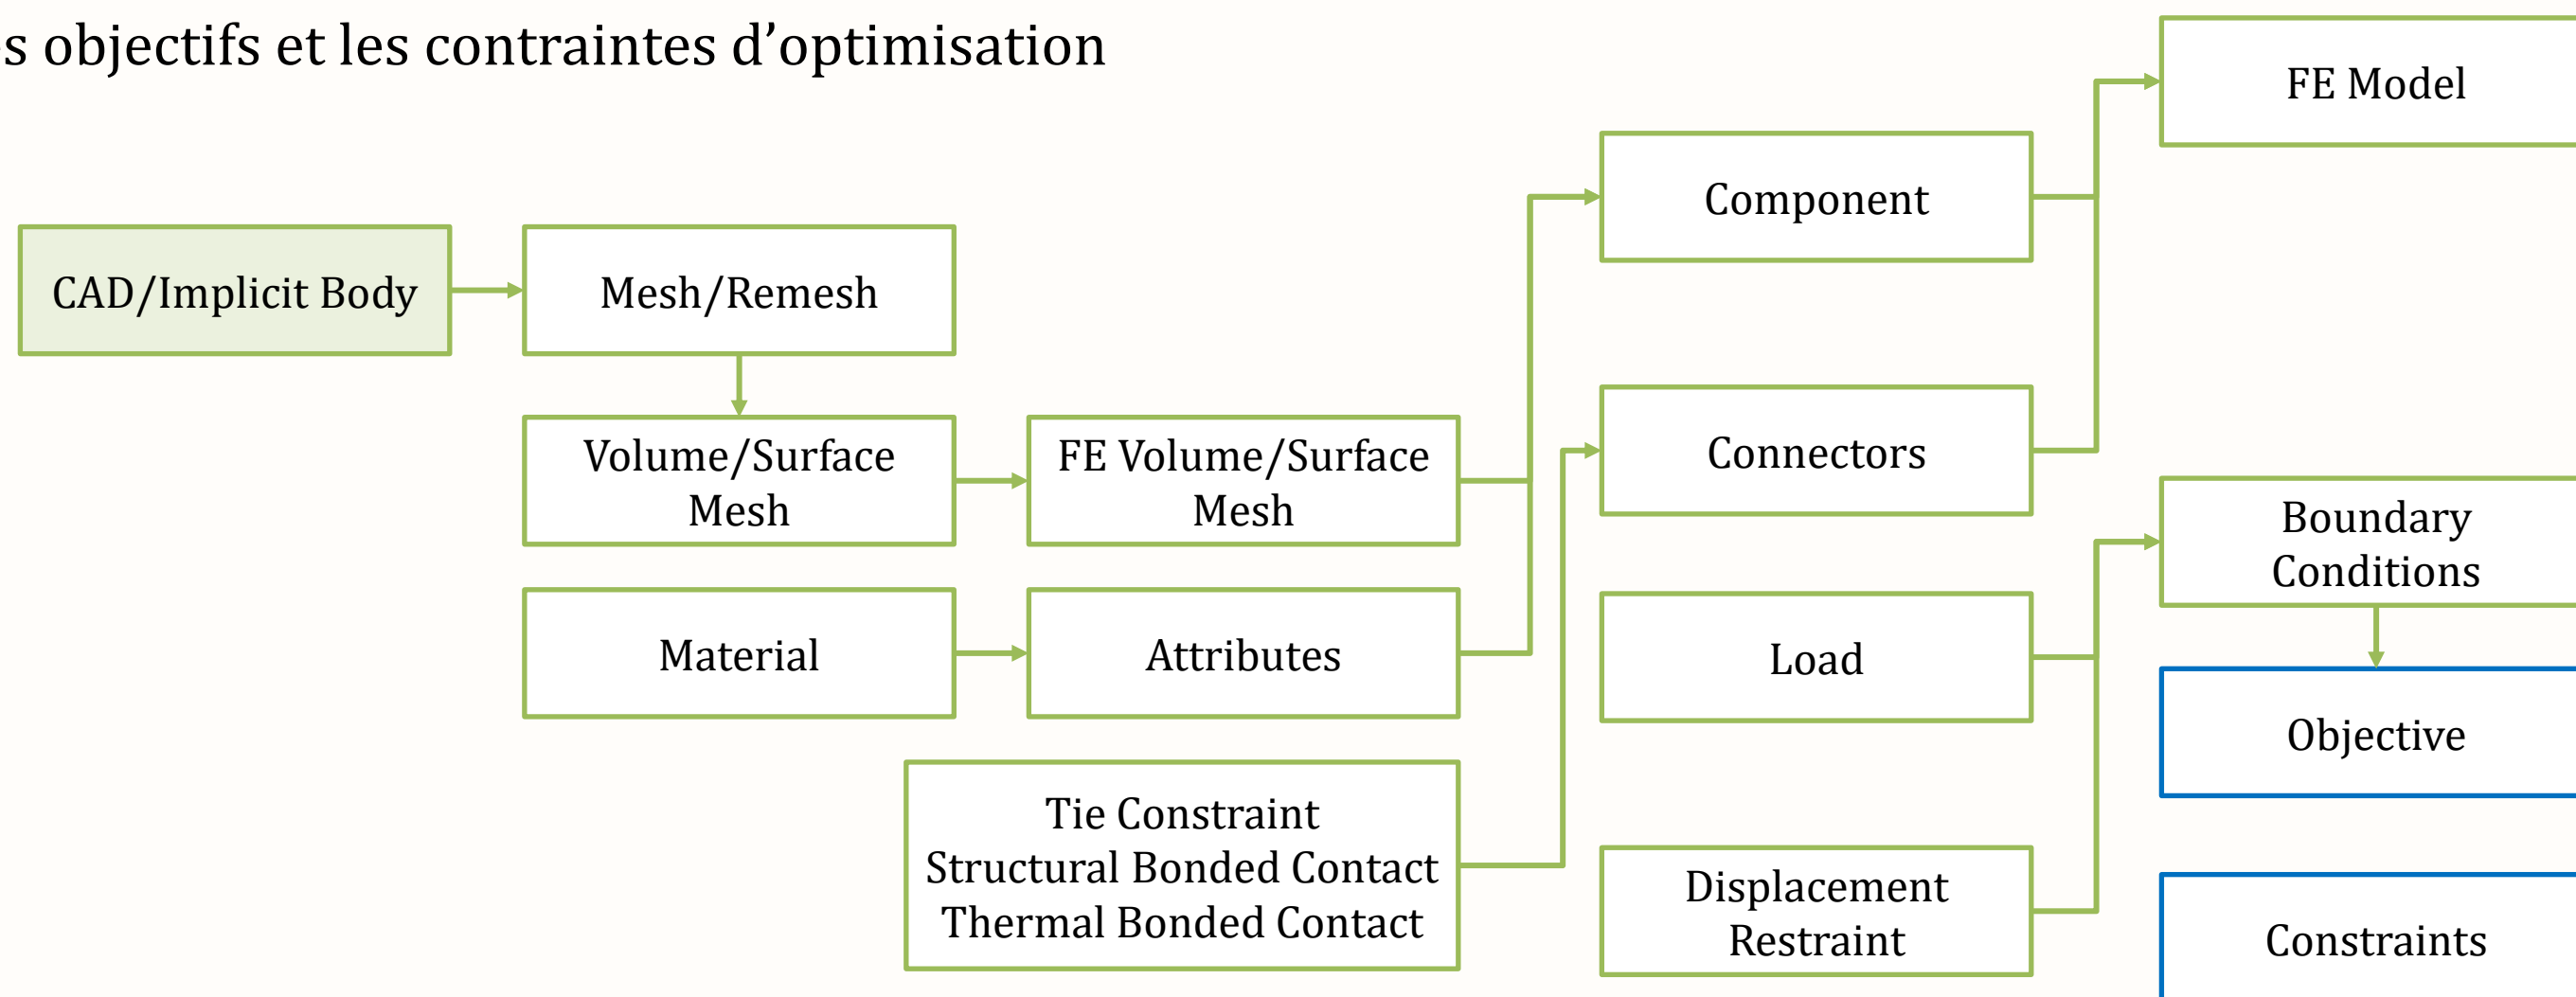 s objectifs et les contraintes d’optimisation
FE Model
Component
CAD/Implicit Body
Mesh/Remesh
Volume/Surface
Mesh
FE Volume/Surface
Mesh
Connectors
Boundary
Conditions
Material
Attributes
Load
Objective
Tie Constraint
Structural Bonded Contact
Thermal Bonded Contact
Displacement
Restraint
Constraints